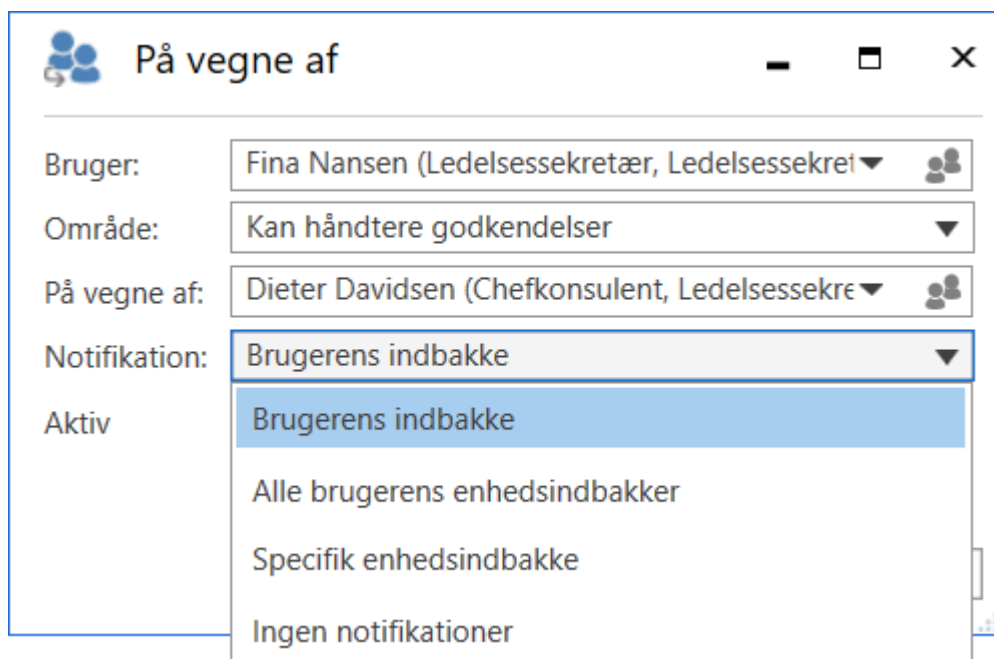 På vegne af
Bruger: Fina Nansen (Ledelsessekretær, Ledelsessekret
Område: Kan håndtere godkendelser
På vegne af: Dieter Davidsen (Chefkonsulent, Ledelsessekre
Notifikation: Brugerens indbakke
Aktiv Brugerens indbakke
Alle brugerens enhedsindbakker
Specifik enhedsindbakke
Ingen notifikationer